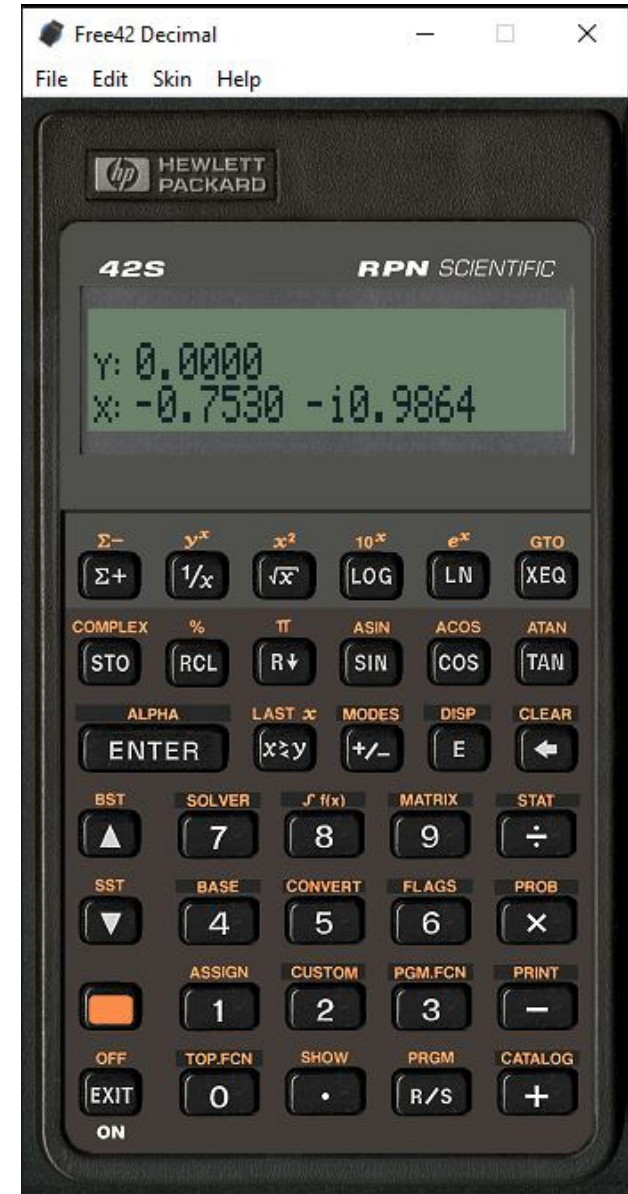 Free42 Decimal
File Edit Skin Help
hp HEWLETT
PACKARD
42S RPN SCIENTIFIC
Y: 0.0000
X: -0.7530 -i0.9864
Σ− yˣ x² 10ˣ eˣ GTO
Σ+ 1/x √x LOG LN XEQ
COMPLEX % π ASIN ACOS ATAN
STO RCL R↓ SIN COS TAN
ALPHA LAST x MODES DISP CLEAR
ENTER x≷y +/− E ←
BST SOLVER ∫f(x) MATRIX STAT
▲ 7 8 9 ÷
SST BASE CONVERT FLAGS PROB
▼ 4 5 6 ×
ASSIGN CUSTOM PGM.FCN PRINT
1 2 3 −
OFF TOP.FCN SHOW PRGM CATALOG
EXIT 0 · R/S +
ON